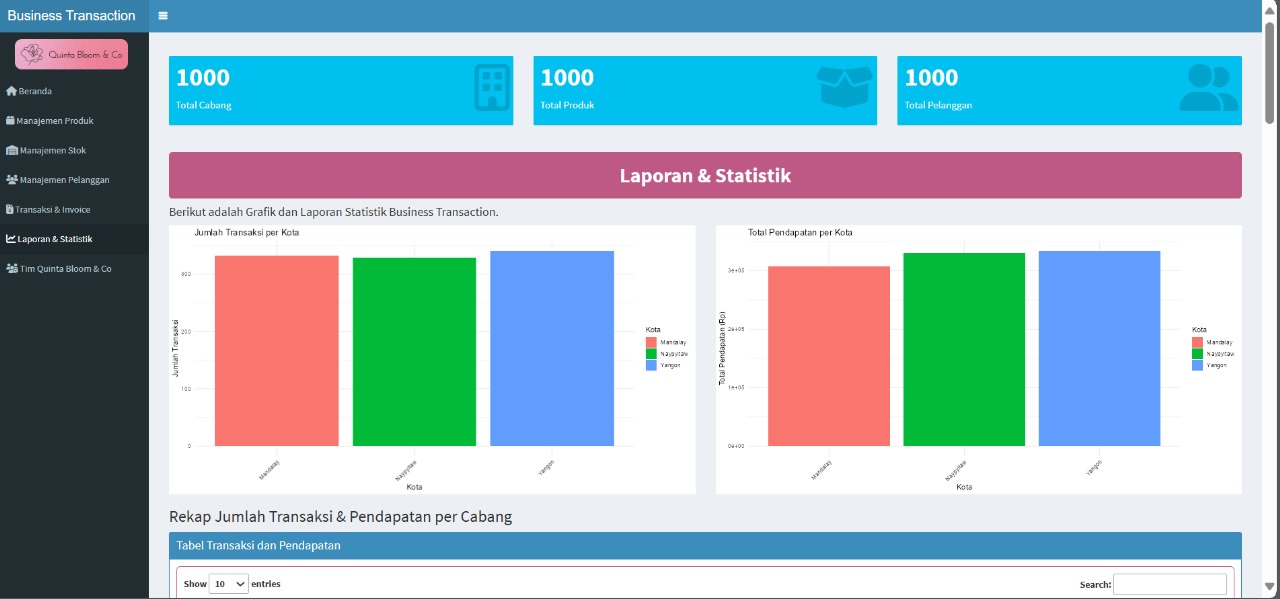 Business Transaction
Quinta Bloom & Co
Beranda
Manajemen Produk
Manajemen Stok
Manajemen Pelanggan
Transaksi & Invoice
Laporan & Statistik
Tim Quinta Bloom & Co
1000
Total Cabang
1000
Total Produk
1000
Total Pelanggan
Laporan & Statistik
Berikut adalah Grafik dan Laporan Statistik Business Transaction.
Jumlah Transaksi per Kota
Jumlah Transaksi
300
200
100
0
Mandalay
Naypyitaw
Yangon
Kota
Kota
Mandalay
Naypyitaw
Yangon
Total Pendapatan per Kota
Total Pendapatan (Rp)
3e+05
2e+05
1e+05
0e+00
Mandalay
Naypyitaw
Yangon
Kota
Kota
Mandalay
Naypyitaw
Yangon
Rekap Jumlah Transaksi & Pendapatan per Cabang
Tabel Transaksi dan Pendapatan
Show 10 entries
Search: